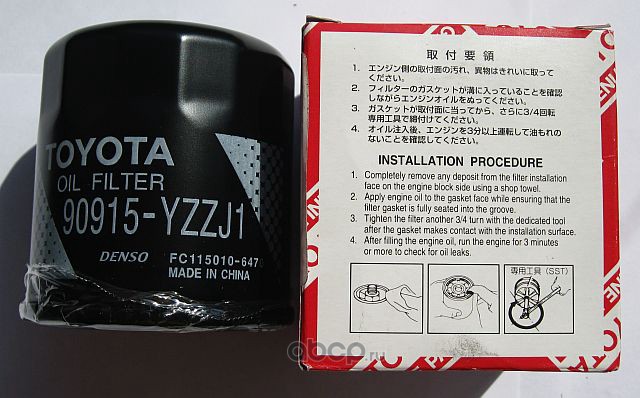 TOYOTA
OIL FILTER
90915-YZZJ1
DENSO
FC115010-647
MADE IN CHINA
取付要領
1. エンジン側の取付面の汚れ、異物はきれいに取って
ください。
2. フィルターのガスケットが溝に入っていることを確認
しながらエンジンオイルをぬってください。
3. ガスケットが取付面に当ってから、さらに3/4回転
専用工具で締付けてください。
4. オイル注入後、エンジンを3分以上運転して油もれの
ないことを確認してください。
INSTALLATION PROCEDURE
1. Completely remove any deposit from the filter installation
face on the engine block side using a shop towel.
2. Apply engine oil to the gasket face while ensuring that the
filter gasket is fully seated into the groove.
3. Tighten the filter another 3/4 turn with the dedicated tool
after the gasket makes contact with the installation surface.
4. After filling the engine oil, run the engine for 3 minutes
or more to check for oil leaks.
専用工具(SST)
obcp.ru